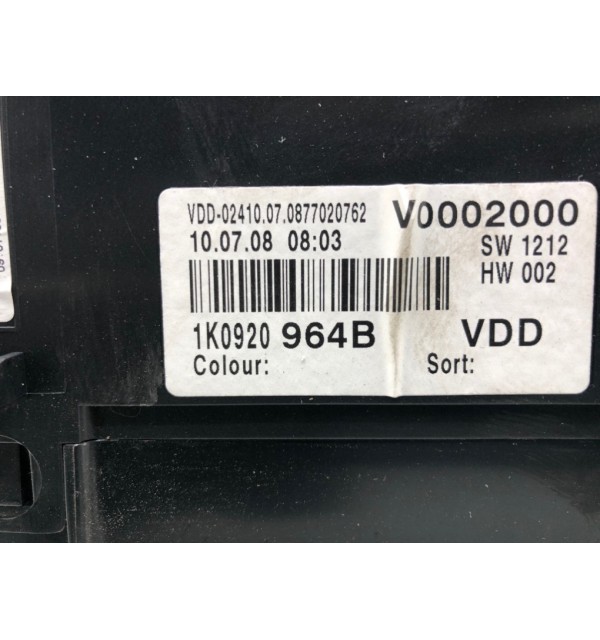 VDD-02410.07.0877020762 V0002000
10.07.08 08:03 SW 1212
HW 002
1K0920 964B VDD
Colour: Sort: